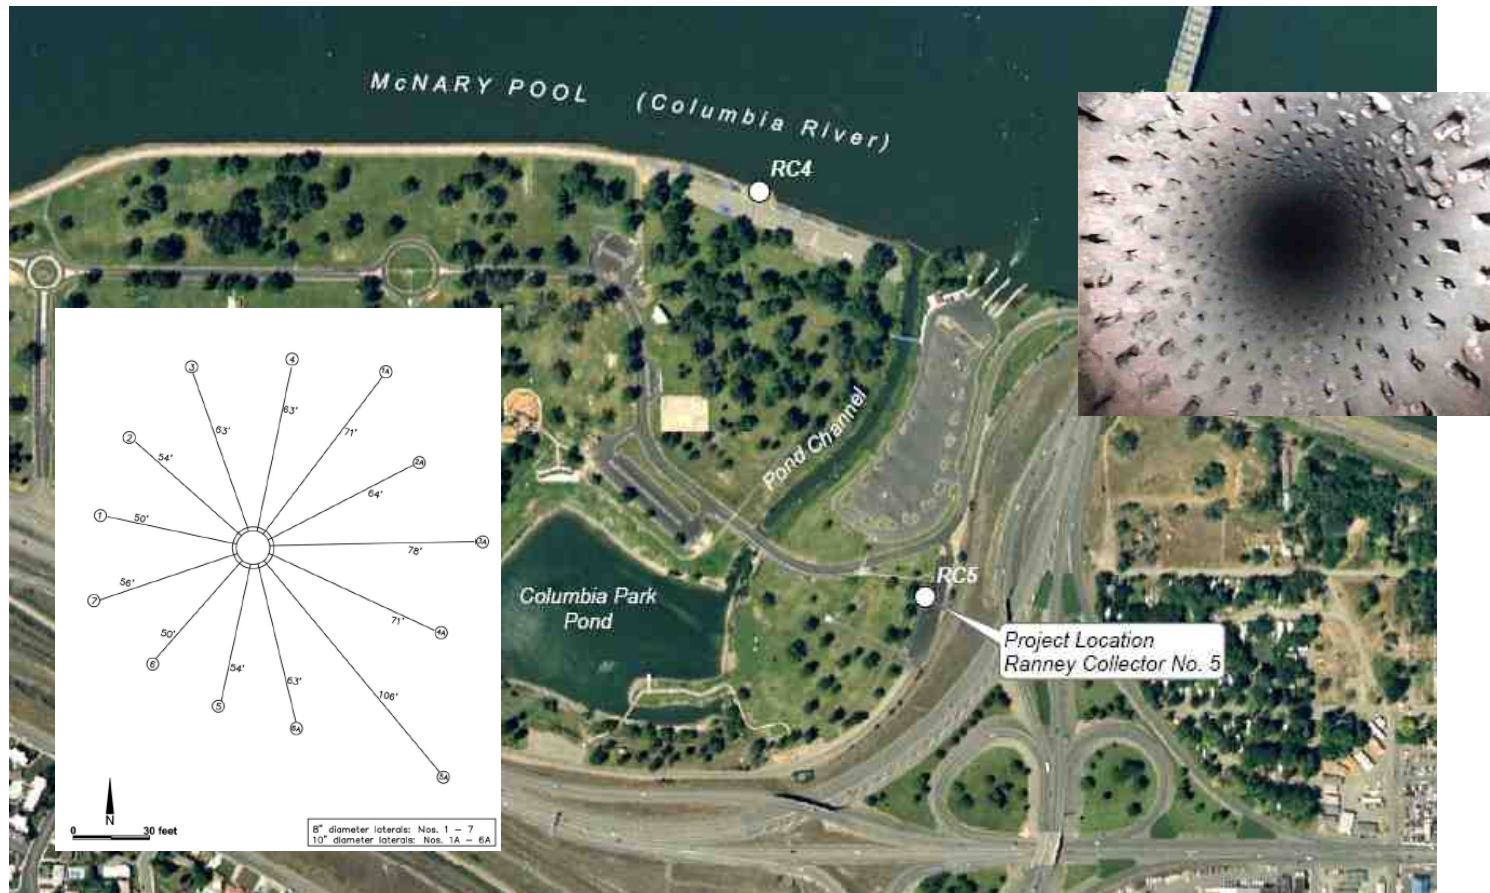 McNARY POOL (Columbia River)
RC4
Pond Channel
RC5
Columbia Park
Pond
Project Location
Ranney Collector No. 5
3
4
1A
63'
63'
71'
2
2A
54'
64'
1
50'
3A
78'
56'
7
71'
4A
50'
6
54'
63'
106'
5
6A
5A
N
0 30 feet
8" diameter laterals: Nos. 1 - 7
10" diameter laterals: Nos. 1A - 6A